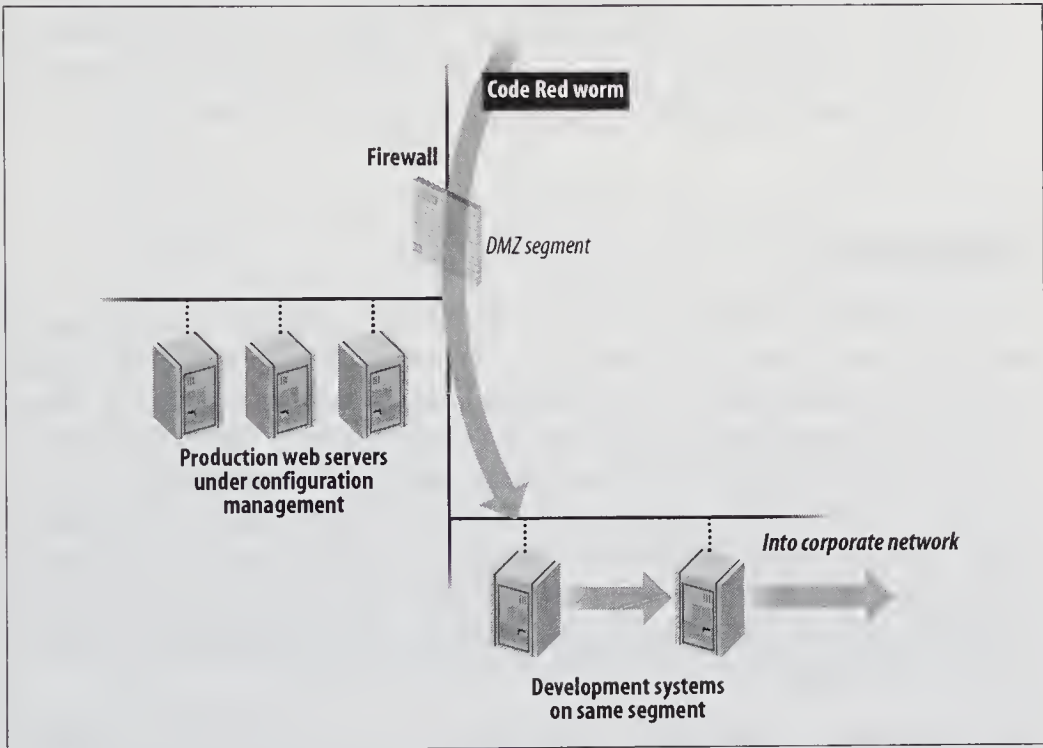 Code Red worm
Firewall
DMZ segment
Production web servers
under configuration
management
Into corporate network
Development systems
on same segment